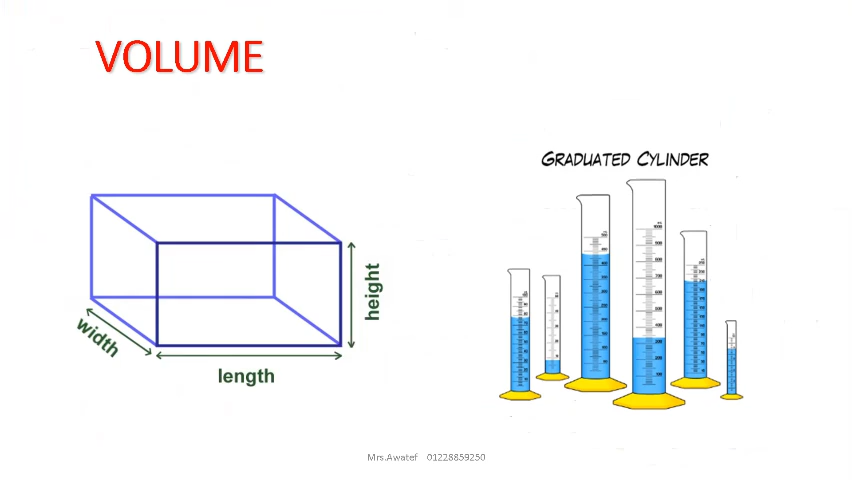 VOLUME
GRADUATED CYLINDER
height
width
length
Mrs.Awatef 01228859250